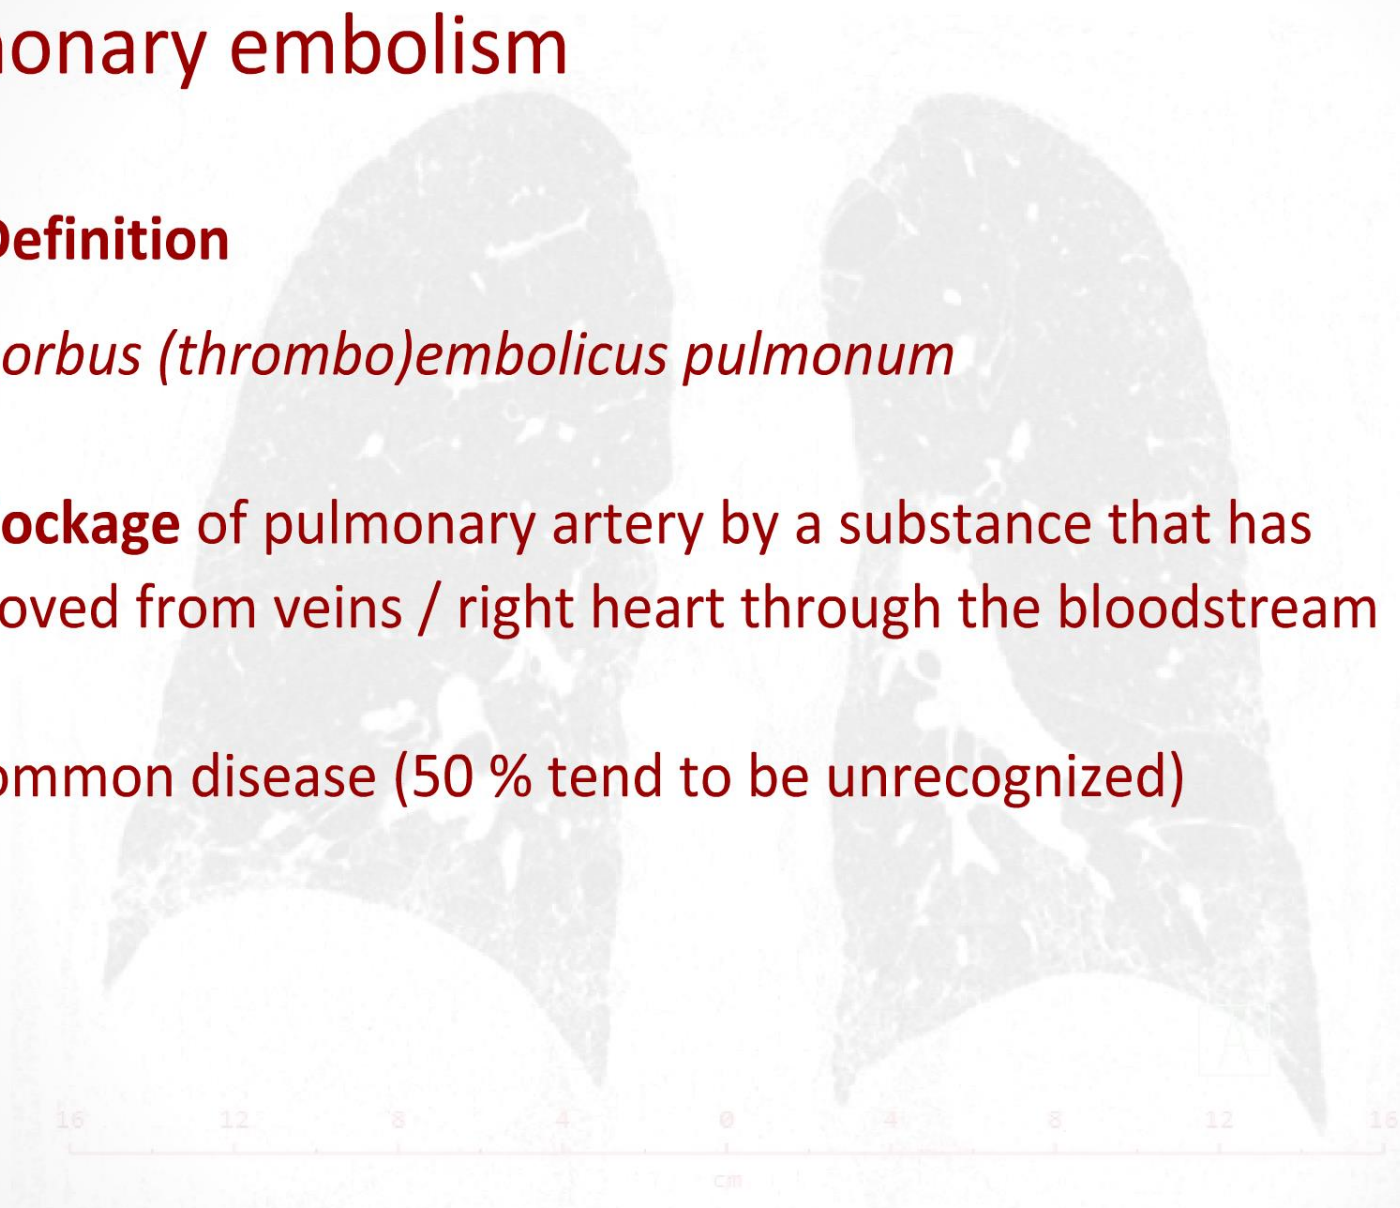 onary embolism
Definition
orbus (thrombo)embolicus pulmonum
ockage of pulmonary artery by a substance that has
oved from veins / right heart through the bloodstream
ommon disease (50 % tend to be unrecognized)
A
16 12 8 4 0 4 8 12 16
cm